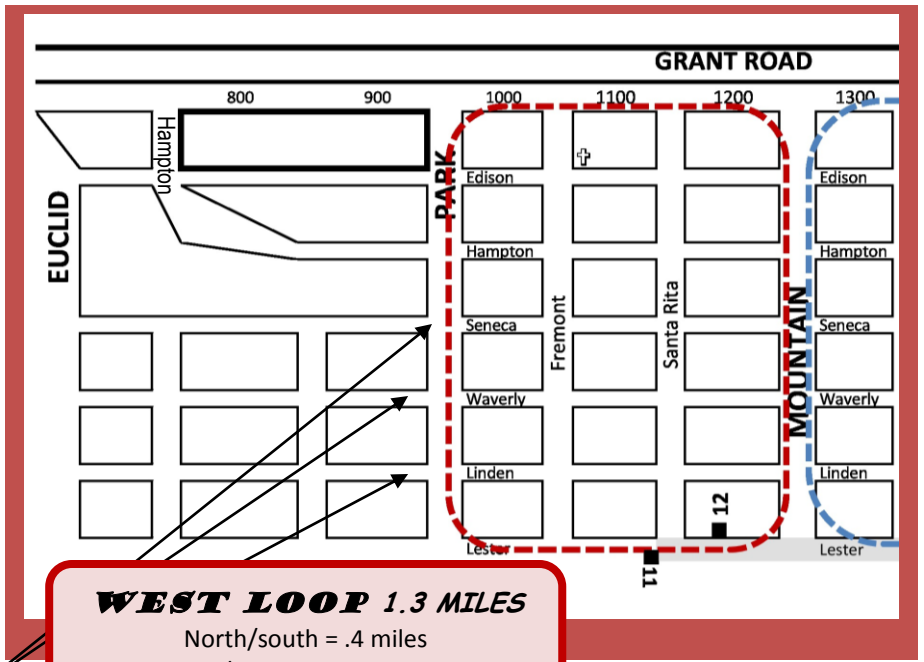 GRANT ROAD
800 900 1000 1100 1200 1300
Hampton
PARK
EUCLID
Edison
Edison
Hampton
Hampton
Fremont
Santa Rita
MOUNTAIN
Seneca
Seneca
Waverly
Waverly
Linden
Linden
12
Lester
Lester
11
WEST LOOP 1.3 MILES
North/south = .4 miles